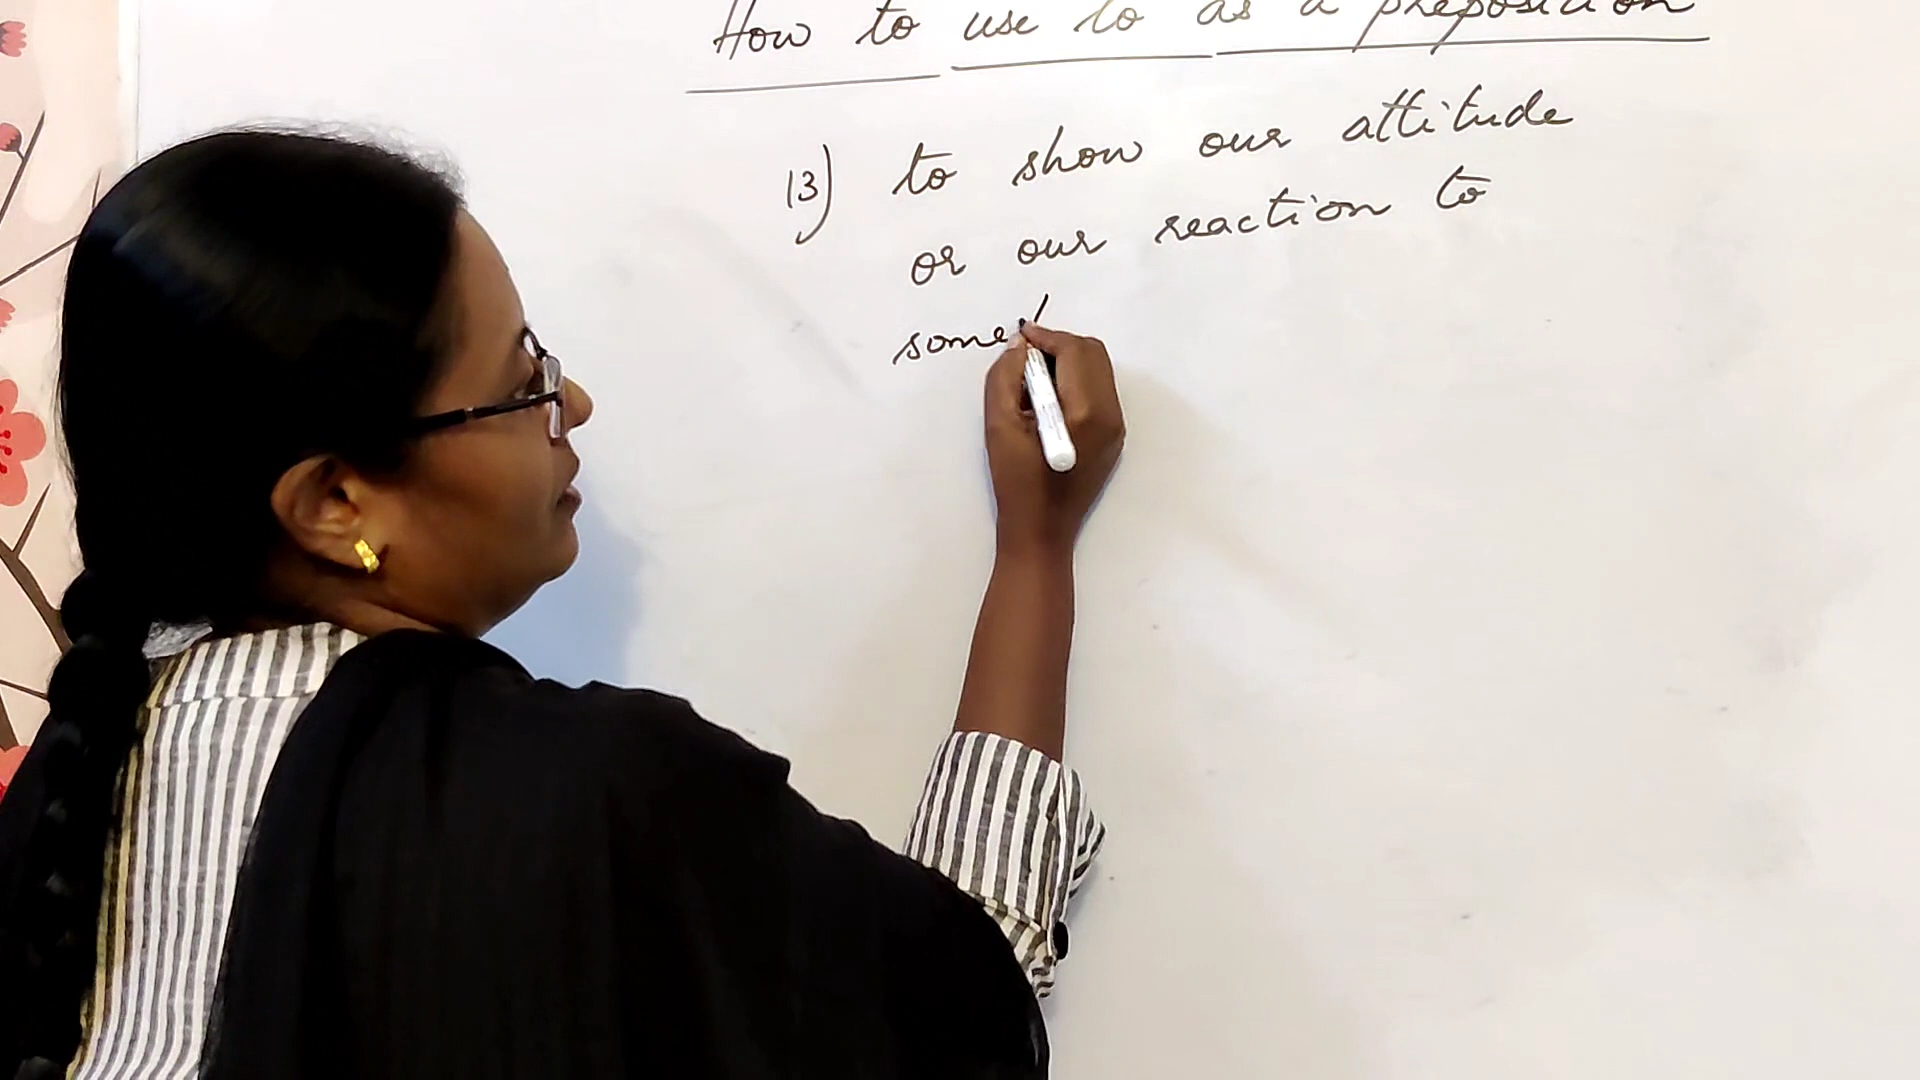 How to use to as a preposition
13) to show our attitude
or our reaction to
some